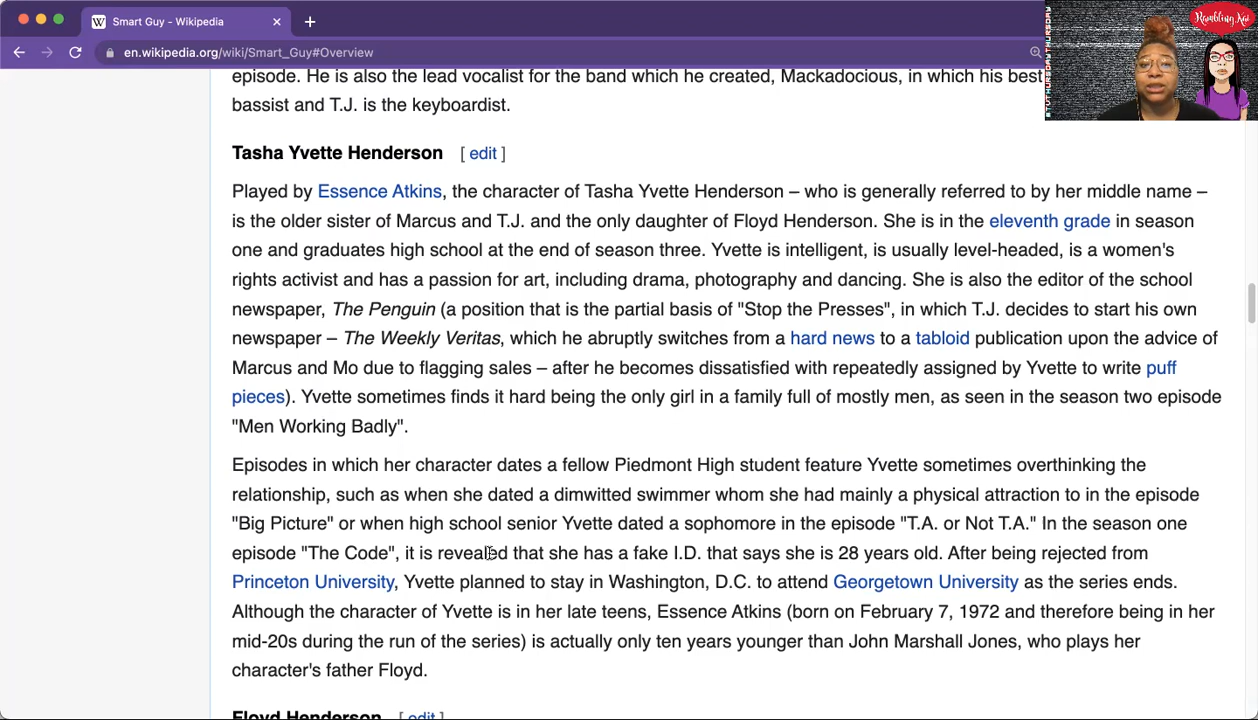 Smart Guy - Wikipedia
en.wikipedia.org/wiki/Smart_Guy#Overview
Rambling Kai
episode. He is also the lead vocalist for the band which he created, Mackadocious, in which his best
bassist and T.J. is the keyboardist.
Tasha Yvette Henderson [ edit ]
Played by Essence Atkins, the character of Tasha Yvette Henderson – who is generally referred to by her middle name –
is the older sister of Marcus and T.J. and the only daughter of Floyd Henderson. She is in the eleventh grade in season
one and graduates high school at the end of season three. Yvette is intelligent, is usually level-headed, is a women's
rights activist and has a passion for art, including drama, photography and dancing. She is also the editor of the school
newspaper, The Penguin (a position that is the partial basis of "Stop the Presses", in which T.J. decides to start his own
newspaper – The Weekly Veritas, which he abruptly switches from a hard news to a tabloid publication upon the advice of
Marcus and Mo due to flagging sales – after he becomes dissatisfied with repeatedly assigned by Yvette to write puff
pieces). Yvette sometimes finds it hard being the only girl in a family full of mostly men, as seen in the season two episode
"Men Working Badly".
Episodes in which her character dates a fellow Piedmont High student feature Yvette sometimes overthinking the
relationship, such as when she dated a dimwitted swimmer whom she had mainly a physical attraction to in the episode
"Big Picture" or when high school senior Yvette dated a sophomore in the episode "T.A. or Not T.A." In the season one
episode "The Code", it is revealed that she has a fake I.D. that says she is 28 years old. After being rejected from
Princeton University, Yvette planned to stay in Washington, D.C. to attend Georgetown University as the series ends.
Although the character of Yvette is in her late teens, Essence Atkins (born on February 7, 1972 and therefore being in her
mid-20s during the run of the series) is actually only ten years younger than John Marshall Jones, who plays her
character's father Floyd.
Floyd Henderson [ edit ]